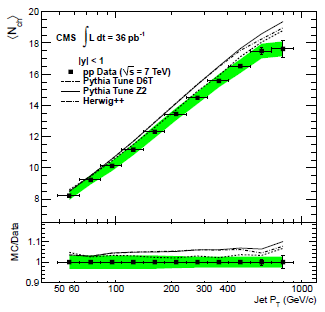 ⟨N_ch⟩
20
18
16
14
12
10
8
CMS ∫L dt = 36 pb⁻¹
|y| < 1
pp Data (√s = 7 TeV)
Pythia Tune D6T
Pythia Tune Z2
Herwig++
MC/Data
1.1
1
0.9
50 60 100 200 300 400 1000
Jet P_T (GeV/c)